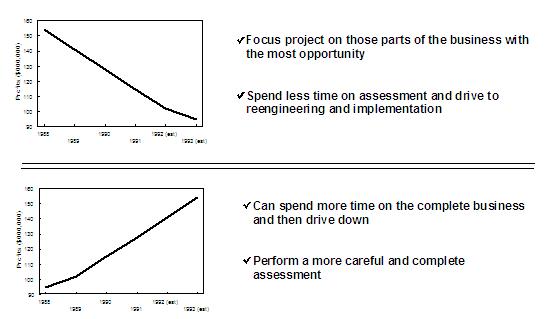 160
150
140
130
120
110
100
90
Profits ($000,000)
1988
1989
1990
1991
1992 (est)
1993 (est)
✓Focus project on those parts of the business with
the most opportunity
✓Spend less time on assessment and drive to
reengineering and implementation
160
150
140
130
120
110
100
90
Profits ($000,000)
1988
1989
1990
1991
1992 (est)
1993 (est)
✓Can spend more time on the complete business
and then drive down
✓Perform a more careful and complete
assessment